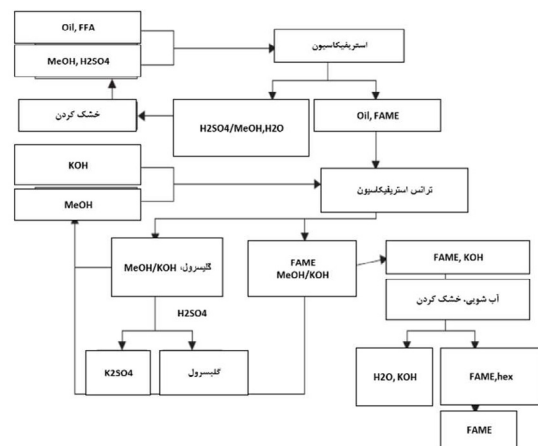 Oil, FFA
استریفیکاسیون
MeOH, H2SO4
خشک کردن
H2SO4/MeOH,H2O
Oil, FAME
KOH
ترانس استریفیکاسیون
MeOH
گلیسرول، MeOH/KOH
FAME
MeOH/KOH
FAME, KOH
آب شویی، خشک کردن
H2SO4
K2SO4
گلیسرول
H2O, KOH
FAME,hex
FAME